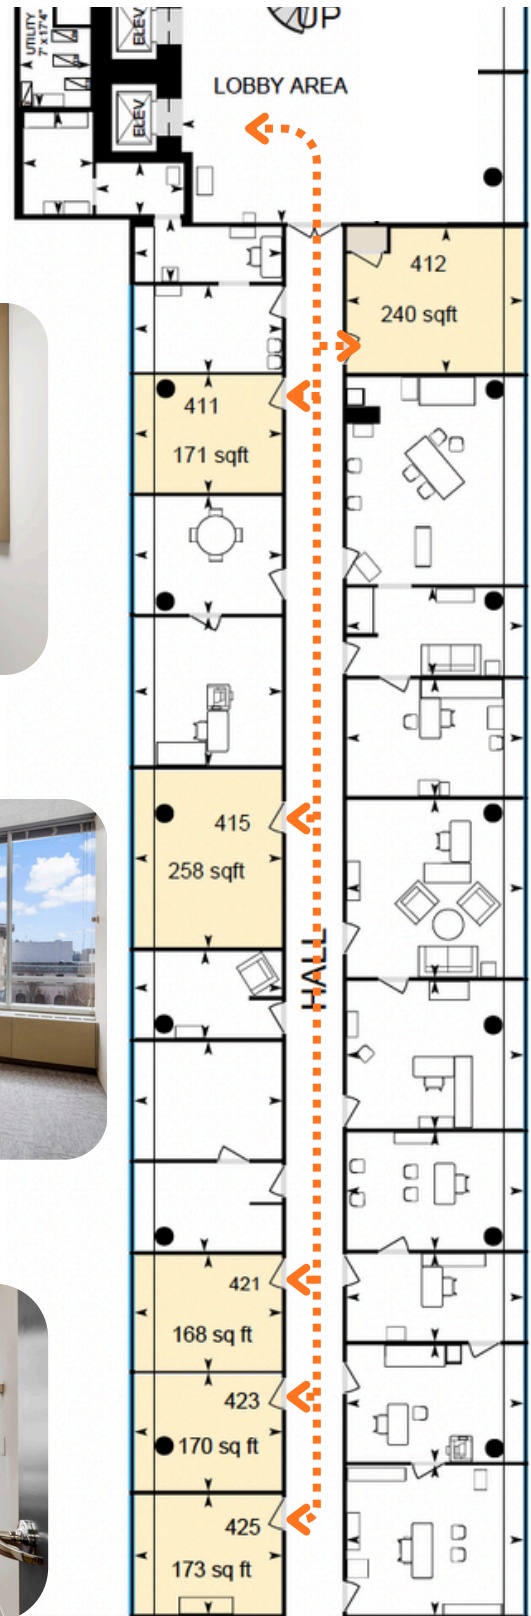 UP
UTILITY
7' x 17'4"
ELEV
LOBBY AREA
ELEV
412
240 sqft
411
171 sqft
415
258 sqft
HALL
421
168 sq ft
423
170 sq ft
425
173 sq ft